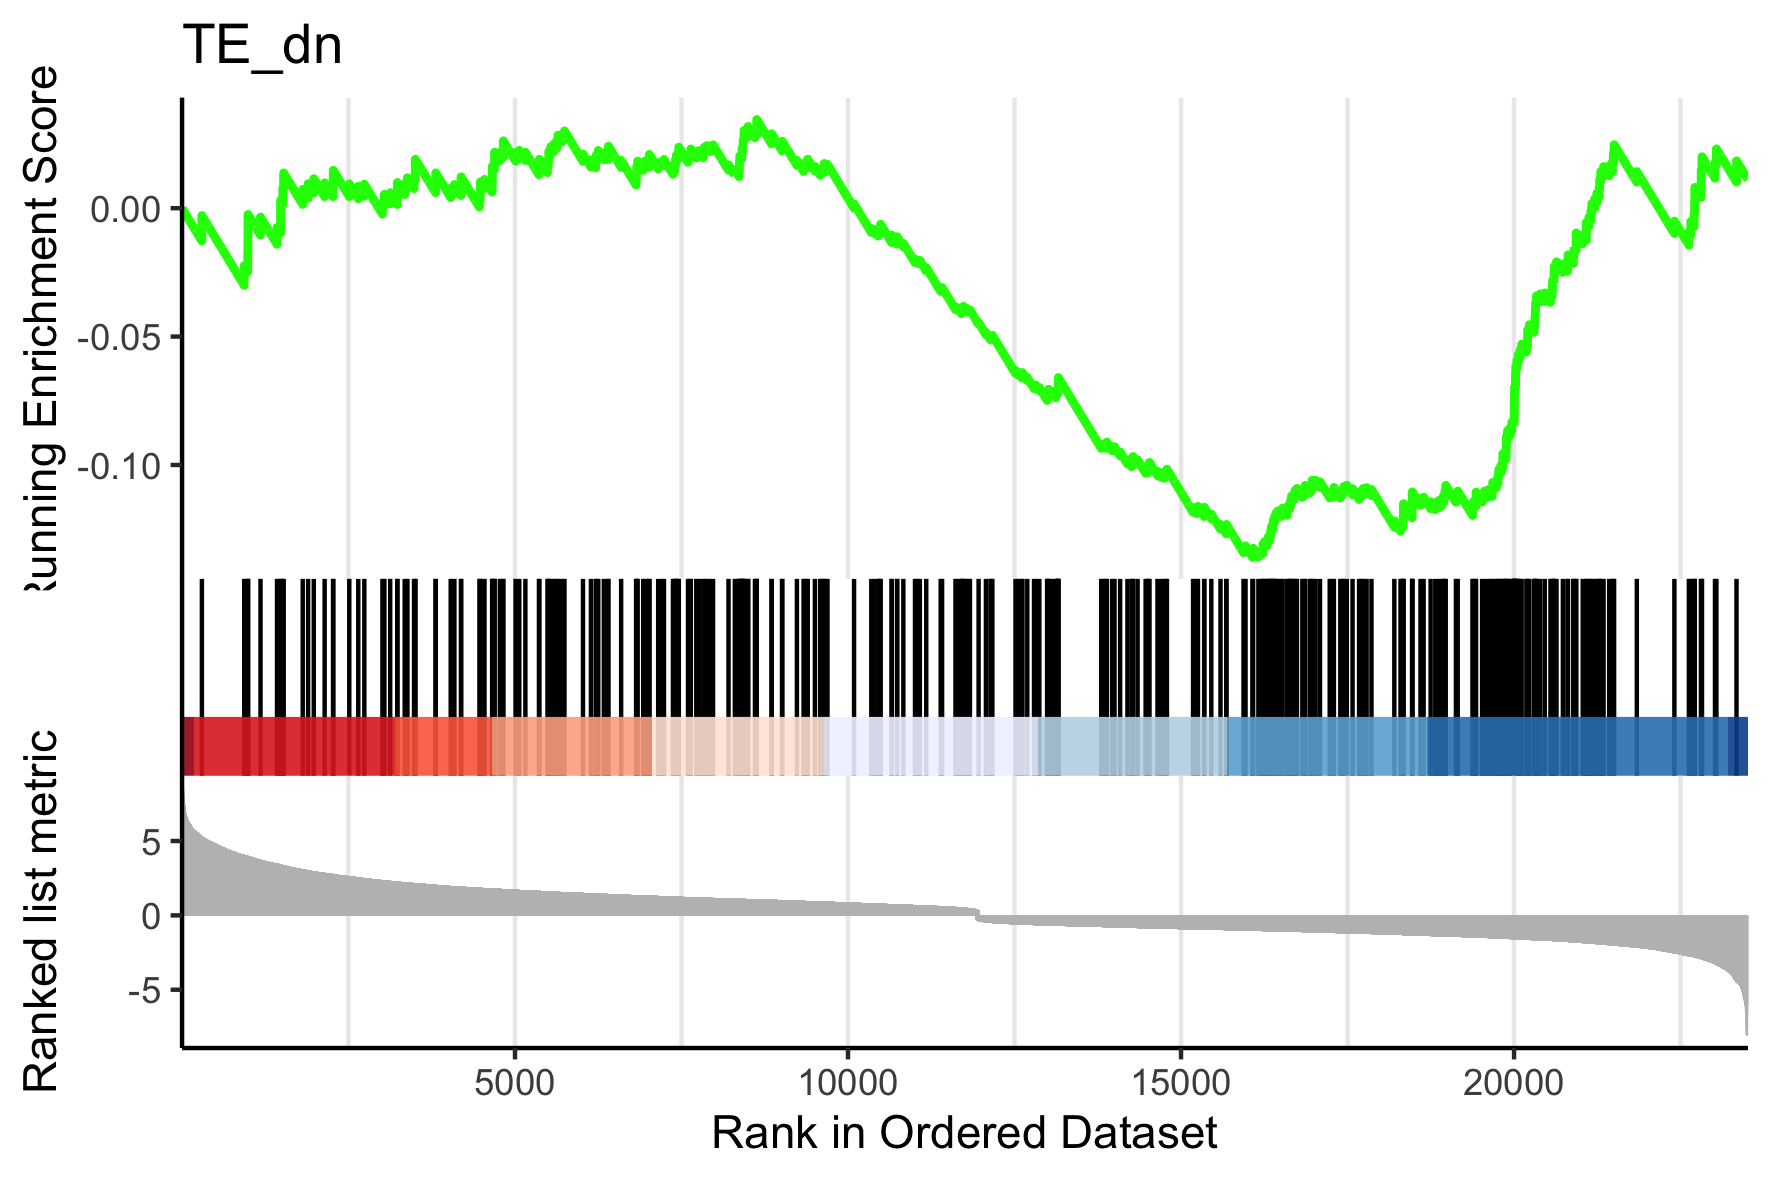 TE_dn
Running Enrichment Score
0.00
-0.05
-0.10
Ranked list metric
5
0
-5
5000
10000
15000
20000
Rank in Ordered Dataset